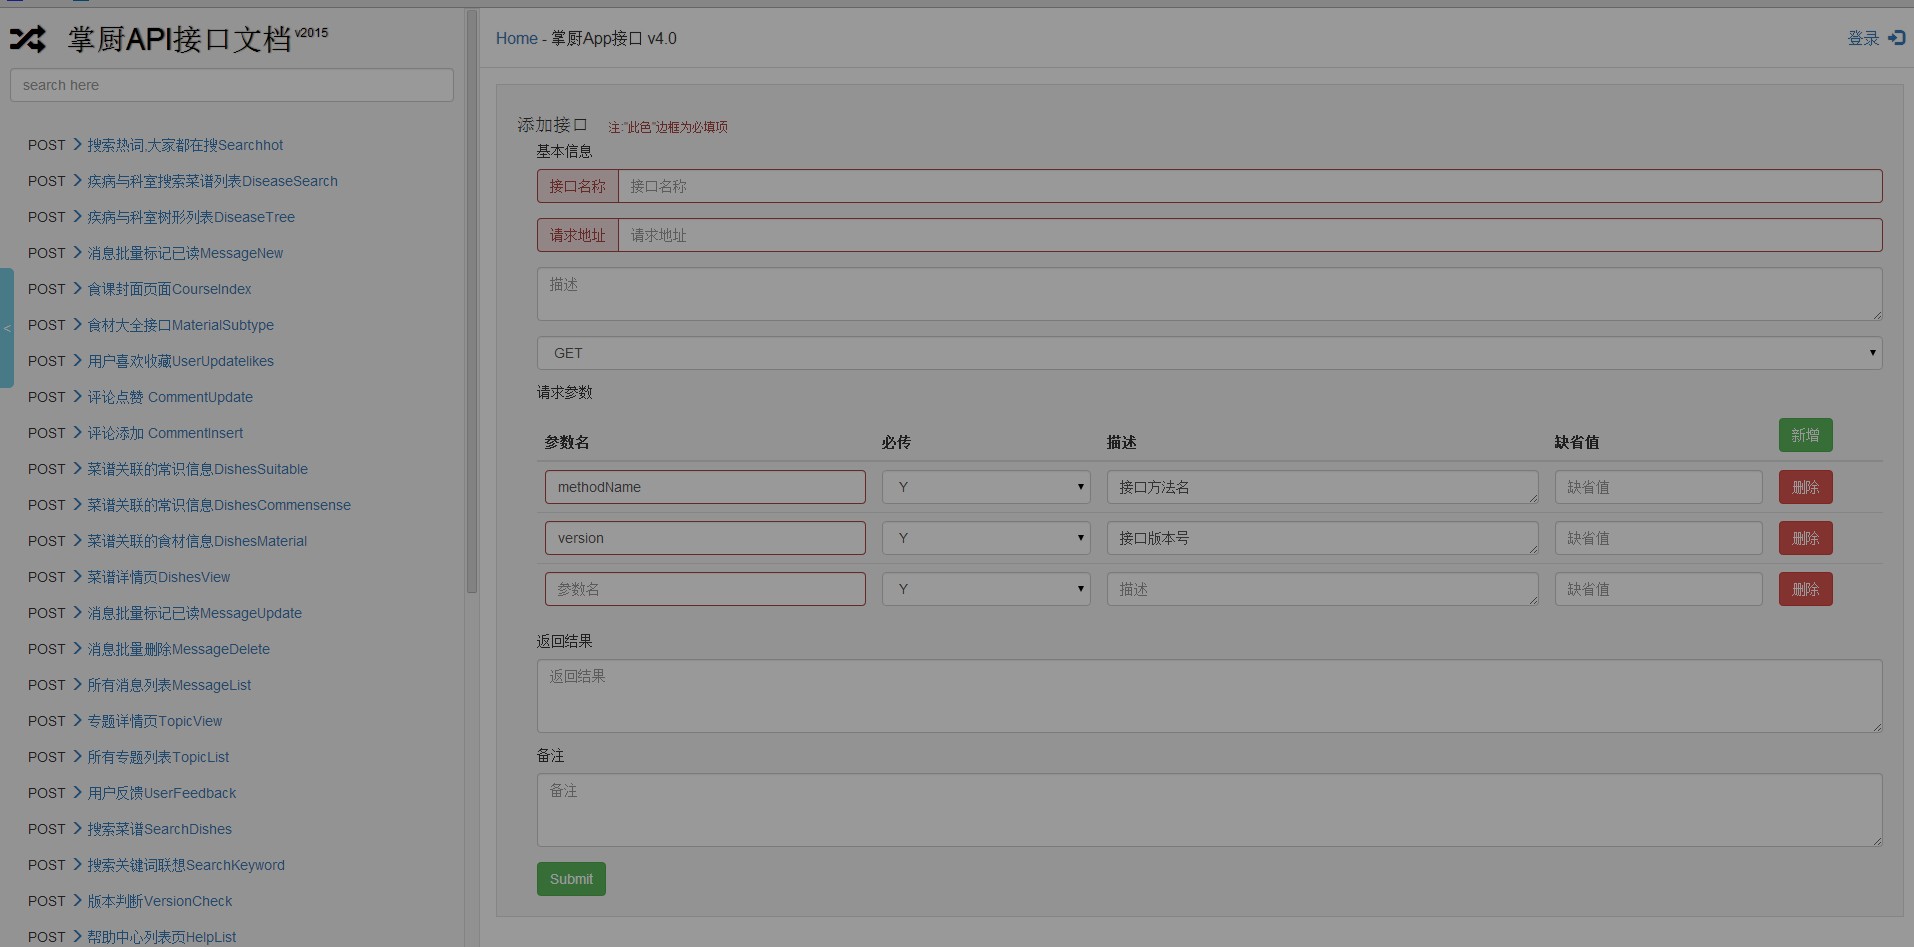 掌厨API接口文档 v2015
search here
POST 搜索热词,大家都在搜Searchhot
POST 疾病与科室搜索菜谱列表DiseaseSearch
POST 疾病与科室树形列表DiseaseTree
POST 消息批量标记已读MessageNew
POST 食课封面页面CourseIndex
POST 食材大全接口MaterialSubtype
POST 用户喜欢收藏UserUpdatelikes
POST 评论点赞 CommentUpdate
POST 评论添加 CommentInsert
POST 菜谱关联的常识信息DishesSuitable
POST 菜谱关联的常识信息DishesCommensense
POST 菜谱关联的食材信息DishesMaterial
POST 菜谱详情页DishesView
POST 消息批量标记已读MessageUpdate
POST 消息批量删除MessageDelete
POST 所有消息列表MessageList
POST 专题详情页TopicView
POST 所有专题列表TopicList
POST 用户反馈UserFeedback
POST 搜索菜谱SearchDishes
POST 搜索关键词联想SearchKeyword
POST 版本判断VersionCheck
POST 帮助中心列表页HelpList
<
Home - 掌厨App接口 v4.0
登录
添加接口 注:"此色"边框为必填项
基本信息
接口名称 接口名称
请求地址 请求地址
描述
GET
请求参数
参数名 必传 描述 缺省值 新增
methodName Y 接口方法名 缺省值 删除
version Y 接口版本号 缺省值 删除
参数名 Y 描述 缺省值 删除
返回结果
返回结果
备注
备注
Submit